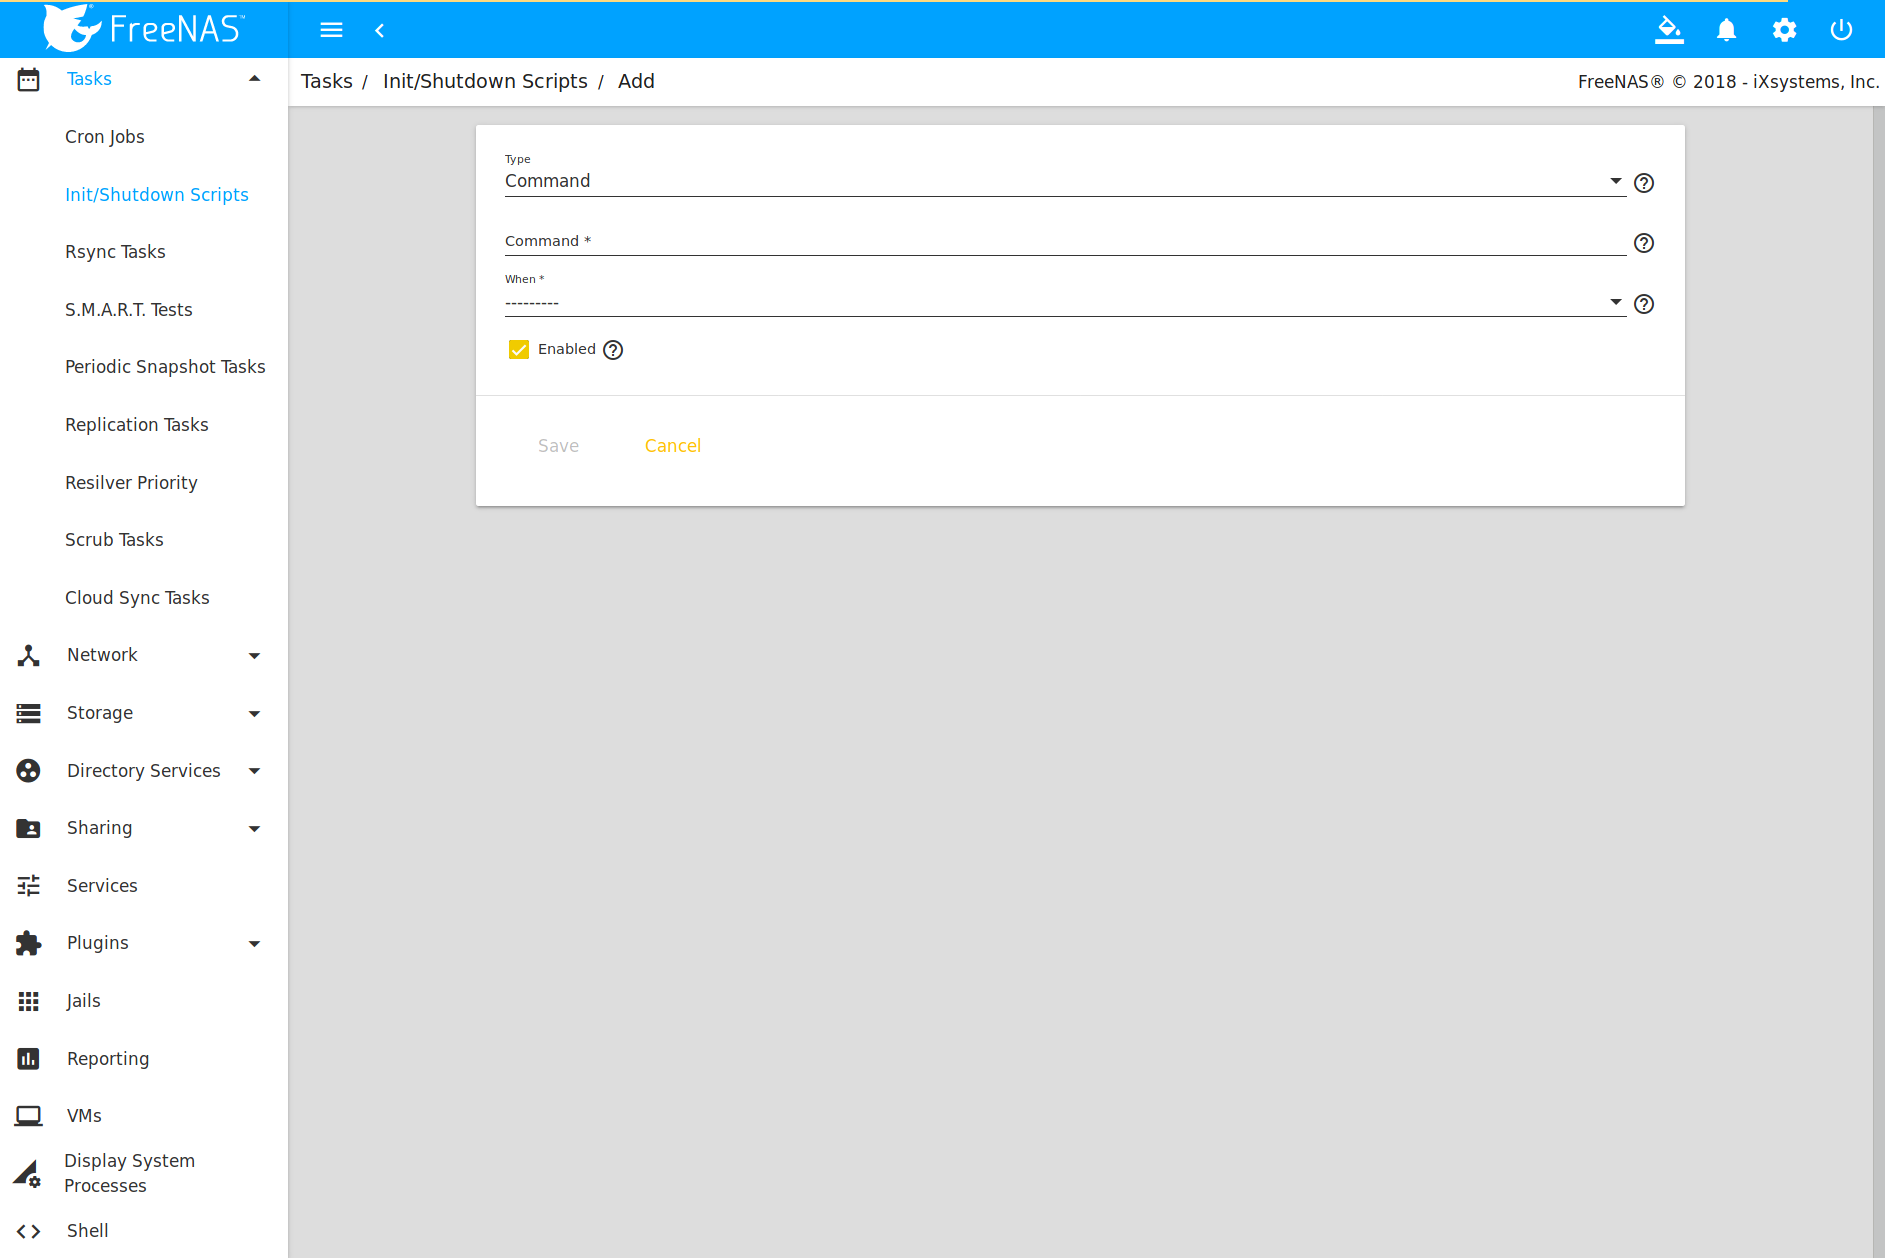 FreeNAS™
Tasks
Cron Jobs
Init/Shutdown Scripts
Rsync Tasks
S.M.A.R.T. Tests
Periodic Snapshot Tasks
Replication Tasks
Resilver Priority
Scrub Tasks
Cloud Sync Tasks
Network
Storage
Directory Services
Sharing
Services
Plugins
Jails
Reporting
VMs
Display System
Processes
Shell
Tasks / Init/Shutdown Scripts / Add
FreeNAS® © 2018 - iXsystems, Inc.
Type
Command
Command *
When *
---------
Enabled
Save Cancel